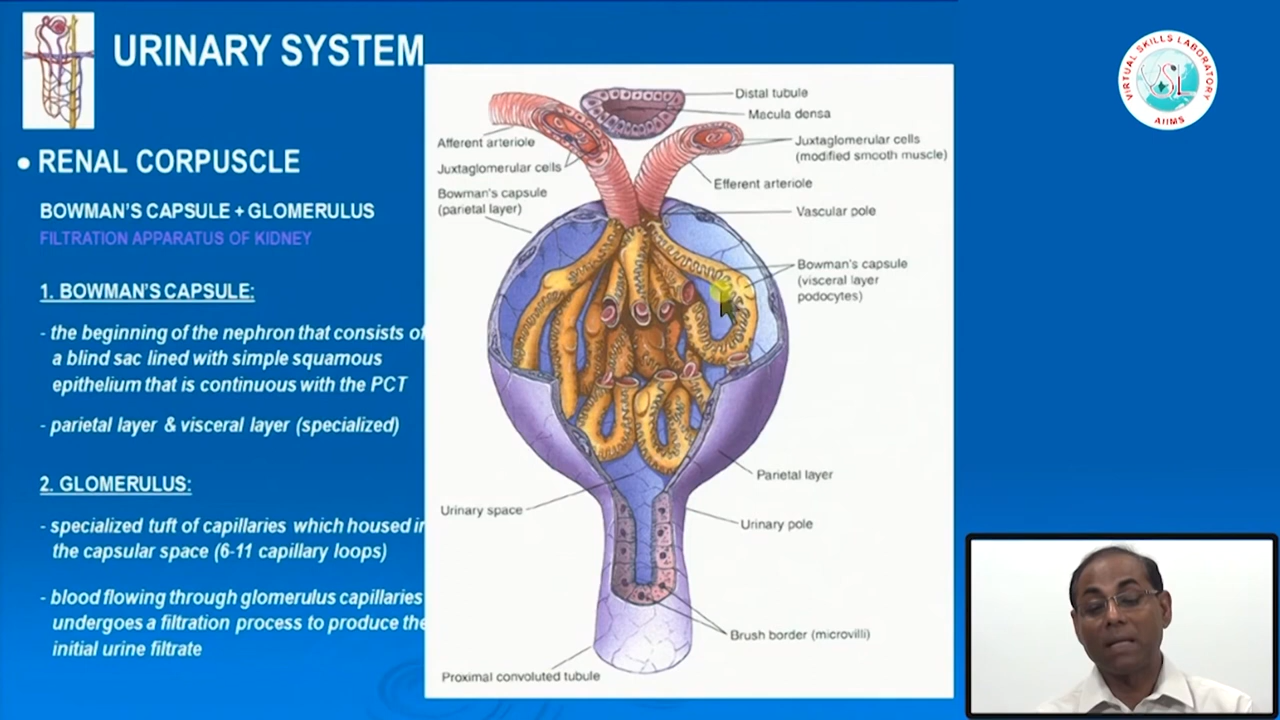 URINARY SYSTEM
• RENAL CORPUSCLE
BOWMAN'S CAPSULE + GLOMERULUS
FILTRATION APPARATUS OF KIDNEY
1. BOWMAN'S CAPSULE:
- the beginning of the nephron that consists of
a blind sac lined with simple squamous
epithelium that is continuous with the PCT
- parietal layer & visceral layer (specialized)
2. GLOMERULUS:
- specialized tuft of capillaries which housed in
the capsular space (6-11 capillary loops)
- blood flowing through glomerulus capillaries
undergoes a filtration process to produce the
initial urine filtrate
Distal tubule
Macula densa
Afferent arteriole
Juxtaglomerular cells
(modified smooth muscle)
Juxtaglomerular cells
Efferent arteriole
Bowman's capsule
(parietal layer)
Vascular pole
Bowman's capsule
(visceral layer
podocytes)
Parietal layer
Urinary space
Urinary pole
Brush border (microvilli)
Proximal convoluted tubule
VIRTUAL SKILLS LABORATORY
VSL
AIIMS